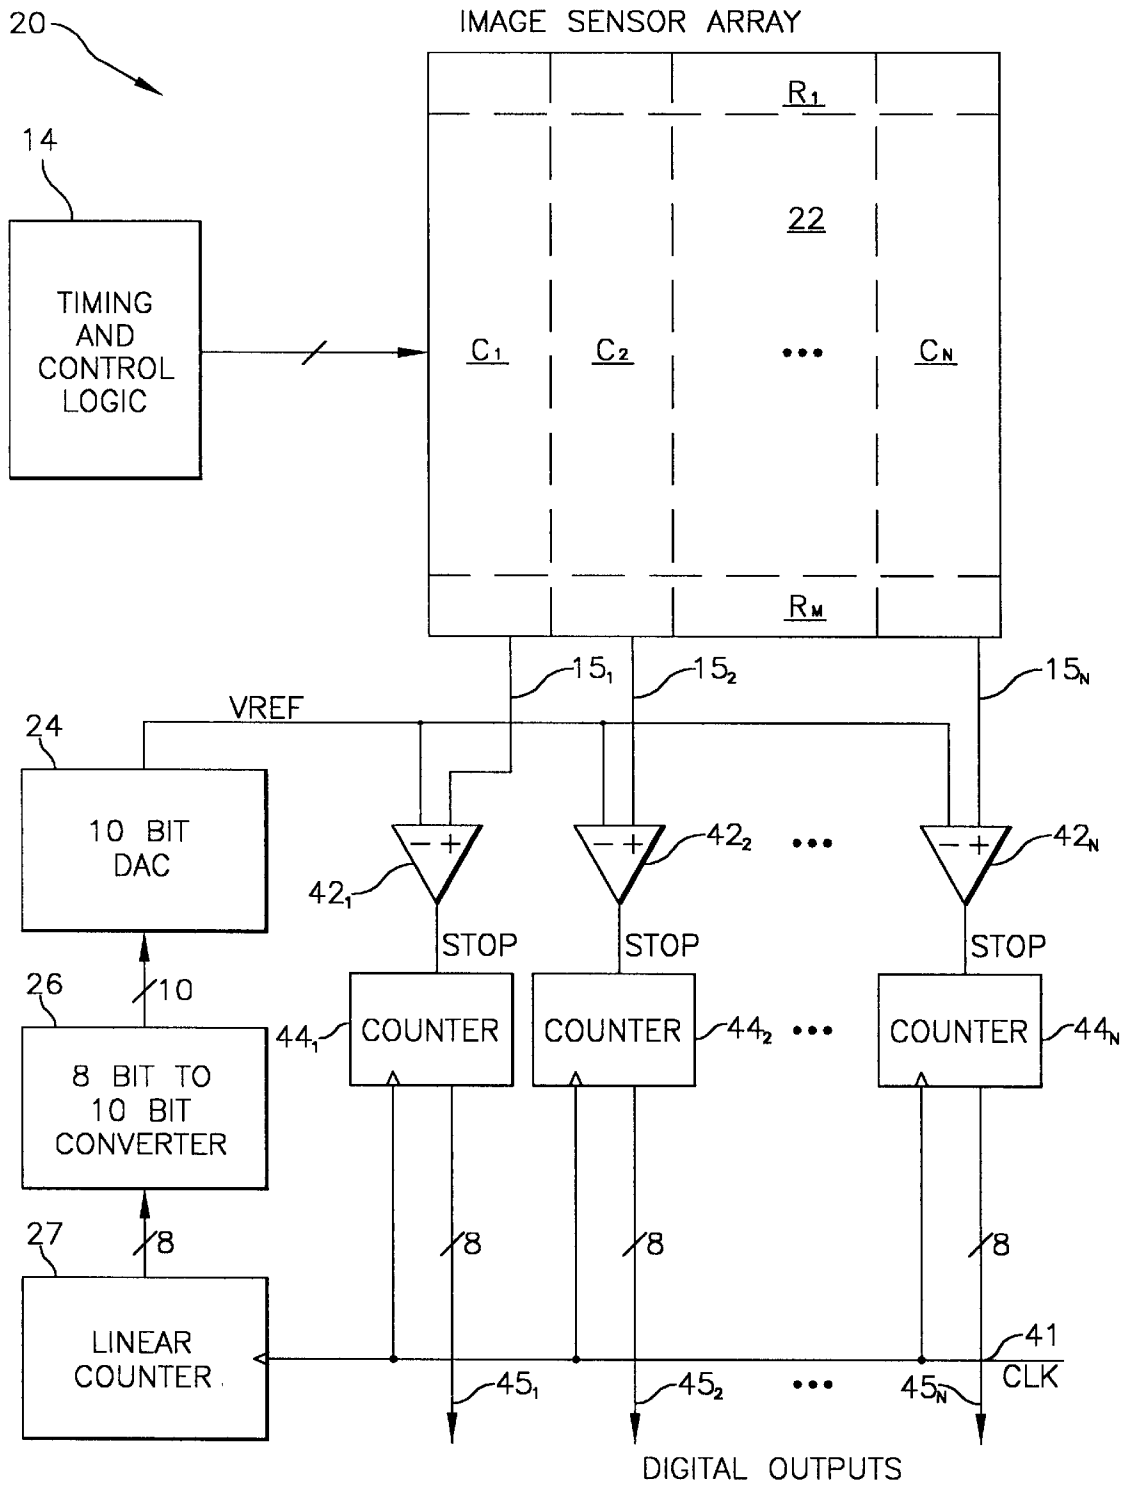 20
IMAGE SENSOR ARRAY
R1
14
22
TIMING
AND
CONTROL
LOGIC
C1
C2
•••
CN
RM
151
152
15N
VREF
24
10 BIT
DAC
− +
− +
•••
− +
421
422
42N
STOP
STOP
STOP
26
10
COUNTER
COUNTER
•••
COUNTER
441
442
44N
8 BIT TO
10 BIT
CONVERTER
27
8
8
8
8
LINEAR
COUNTER
41
CLK
451
452
•••
45N
DIGITAL OUTPUTS